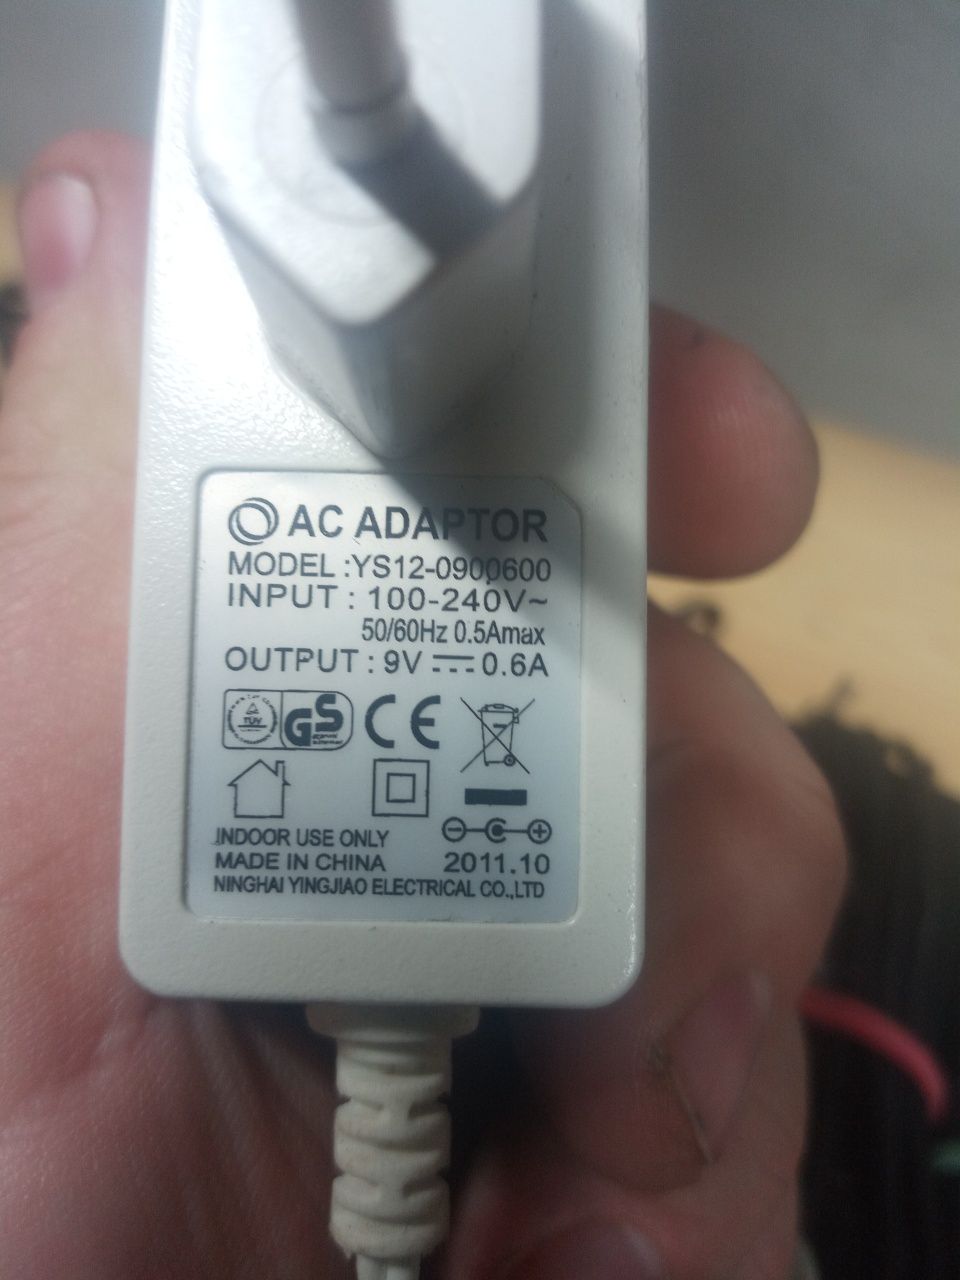 AC ADAPTOR
MODEL :YS12-0900600
INPUT : 100-240V~
50/60Hz 0.5Amax
OUTPUT : 9V ⎓ 0.6A
TÜV GS CE
INDOOR USE ONLY
MADE IN CHINA 2011.10
NINGHAI YINGJIAO ELECTRICAL CO.,LTD